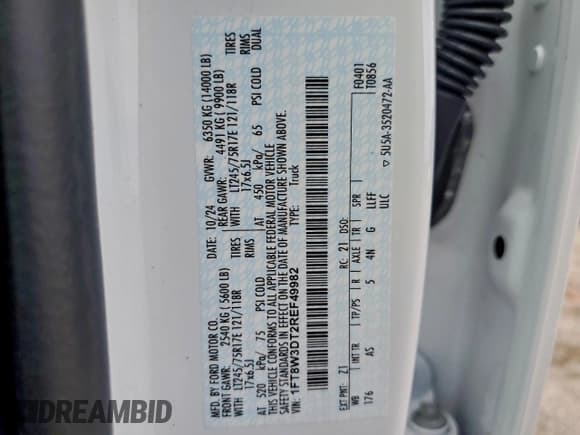 MFD. BY FORD MOTOR CO. 10/24 GVWR: 6350 KG (14000 LB)
FRONT GAWR: 2540 KG (5600 LB) REAR GAWR: 4491 KG (9900 LB)
WITH LT245/75R17E 121/118R TIRES WITH LT245/75R17E 121/118R TIRES
17x6.5J RIMS 17x6.5J RIMS
AT 520 kPa/ 75 PSI COLD AT 450 kPa/ 65 PSI COLD DUAL
THIS VEHICLE CONFORMS TO ALL APPLICABLE FEDERAL MOTOR VEHICLE
SAFETY STANDARDS IN EFFECT ON THE DATE OF MANUFACTURE SHOWN ABOVE.
VIN: 1FT8W3DT2REF49982 TYPE: Truck
F0401
T0856
EXT PNT: Z1 RC: 21 DSO:
WB INT TR TP/PS R AXLE TR SPR
176 AS 5 4N G LLFF
ULC ▽ 5U5A-3520472-AA
DREAMBID